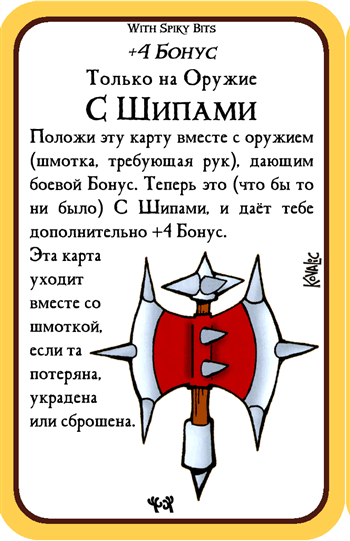 With Spiky Bits
+4 Бонус
Только на Оружие
С Шипами
Положи эту карту вместе с оружием
(шмотка, требующая рук), дающим
боевой Бонус. Теперь это (что бы то
ни было) С Шипами, и даёт тебе
дополнительно +4 Бонус.
Эта карта
уходит
вместе со
шмоткой,
если та
потеряна,
украдена
или сброшена.
Kovalic